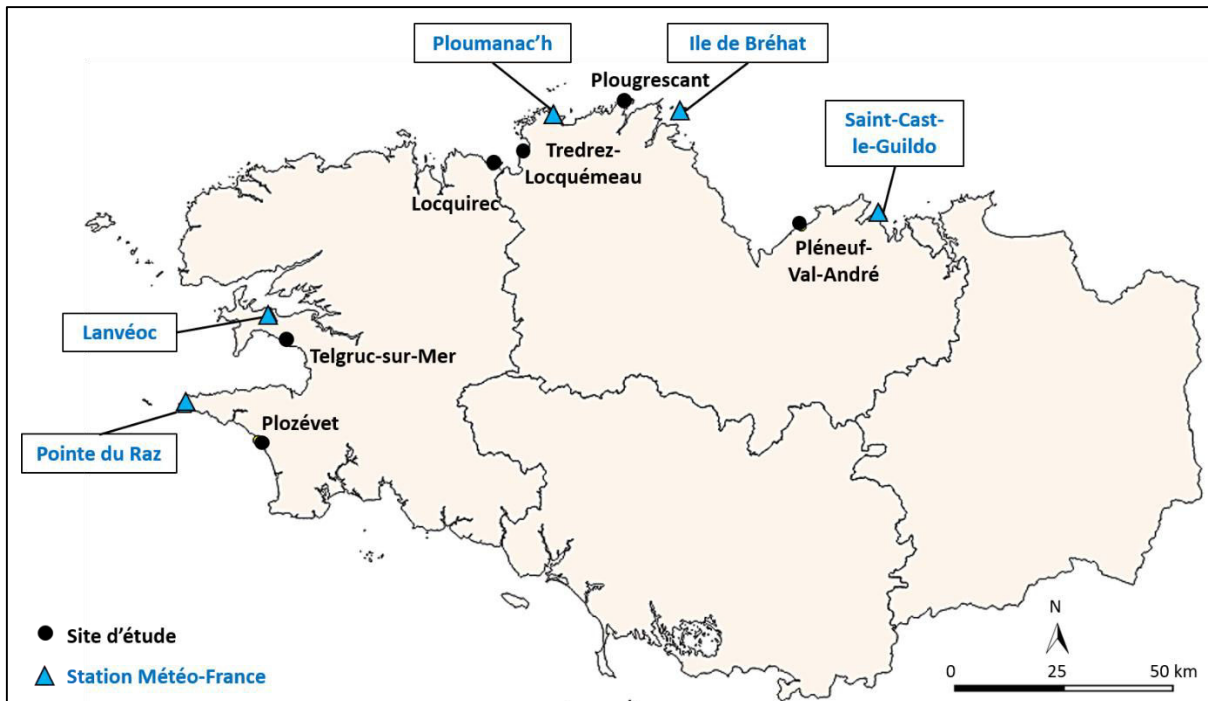 Ploumanac’h
Ile de Bréhat
Plougrescant
Saint-Cast-
le-Guildo
Tredrez-
Locquémeau
Locquirec
Pléneuf-
Val-André
Lanvéoc
Telgruc-sur-Mer
Plozévet
Pointe du Raz
Site d’étude
Station Météo-France
N
0 25 50 km